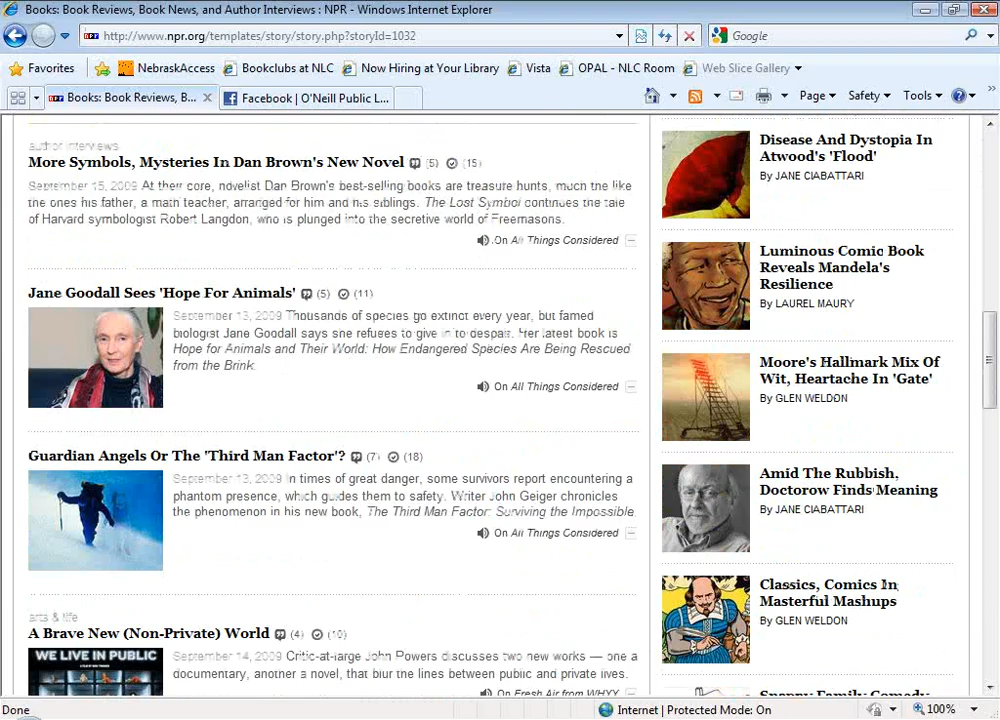 Books: Book Reviews, Book News, and Author Interviews : NPR - Windows Internet Explorer
http://www.npr.org/templates/story/story.php?storyId=1032
Google
Favorites
NebraskAccess
Bookclubs at NLC
Now Hiring at Your Library
Vista
OPAL - NLC Room
Web Slice Gallery
Books: Book Reviews, B...
Facebook | O'Neill Public L...
Page
Safety
Tools
author interviews
More Symbols, Mysteries In Dan Brown's New Novel (5) (15)
September 15, 2009 At their core, novelist Dan Brown's best-selling books are treasure hunts, much the like
the ones his father, a math teacher, arranged for him and his siblings. The Lost Symbol continues the tale
of Harvard symbologist Robert Langdon, who is plunged into the secretive world of Freemasons.
On All Things Considered
Jane Goodall Sees 'Hope For Animals' (5) (11)
September 13, 2009 Thousands of species go extinct every year, but famed
biologist Jane Goodall says she refuses to give in to despair. Her latest book is
Hope for Animals and Their World: How Endangered Species Are Being Rescued
from the Brink.
On All Things Considered
Guardian Angels Or The 'Third Man Factor'? (7) (18)
September 13, 2009 In times of great danger, some survivors report encountering a
phantom presence, which guides them to safety. Writer John Geiger chronicles
the phenomenon in his new book, The Third Man Factor: Surviving the Impossible.
On All Things Considered
arts & life
A Brave New (Non-Private) World (4) (10)
WE LIVE IN PUBLIC
September 14, 2009 Critic-at-large John Powers discusses two new works — one a
documentary, another a novel, that blur the lines between public and private lives.
On Fresh Air from WHYY
Disease And Dystopia In
Atwood's 'Flood'
By JANE CIABATTARI
Luminous Comic Book
Reveals Mandela's
Resilience
By LAUREL MAURY
Moore's Hallmark Mix Of
Wit, Heartache In 'Gate'
By GLEN WELDON
Amid The Rubbish,
Doctorow Finds Meaning
By JANE CIABATTARI
Classics, Comics In
Masterful Mashups
By GLEN WELDON
Snappy Family Comedy
Done
Internet | Protected Mode: On
100%